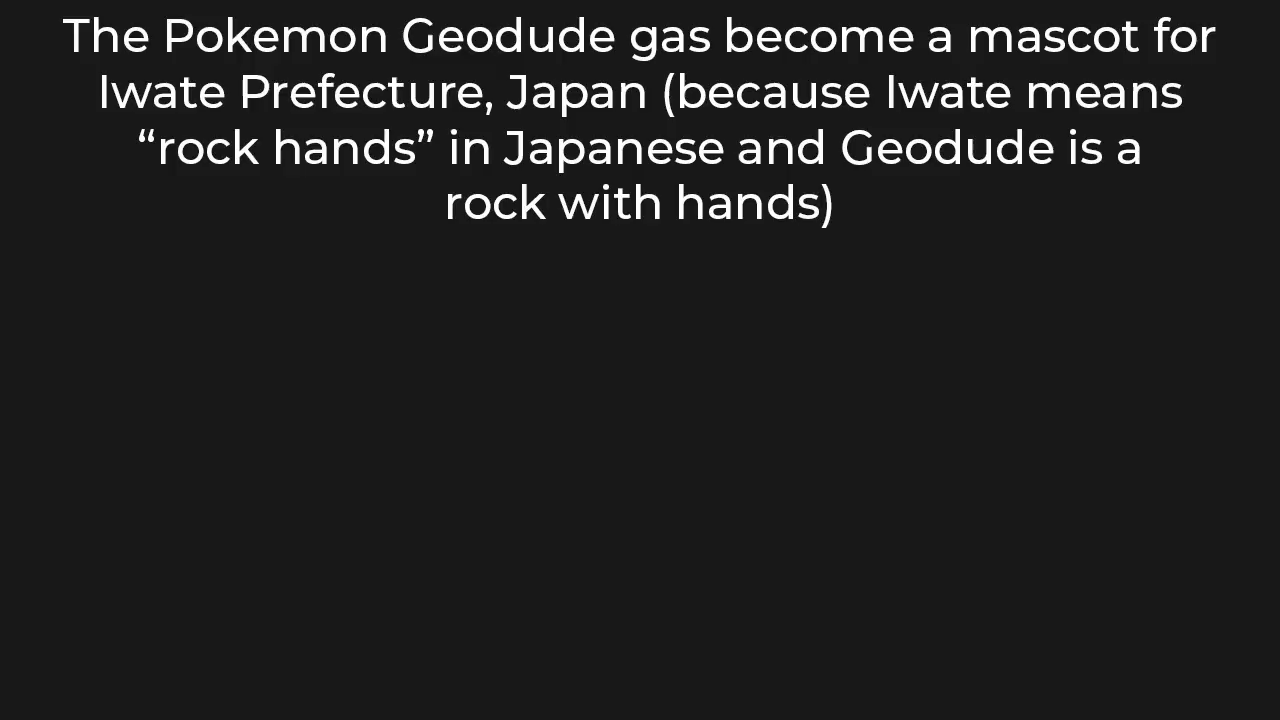 The Pokemon Geodude gas become a mascot for
Iwate Prefecture, Japan (because Iwate means
“rock hands” in Japanese and Geodude is a
rock with hands)